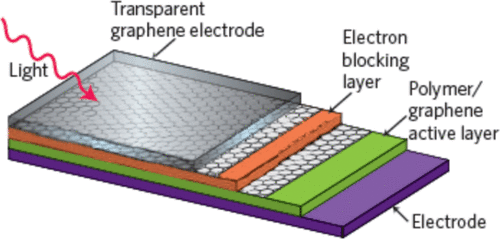 Transparent
graphene electrode
Light
Electron
blocking
layer
Polymer/
graphene
active layer
Electrode